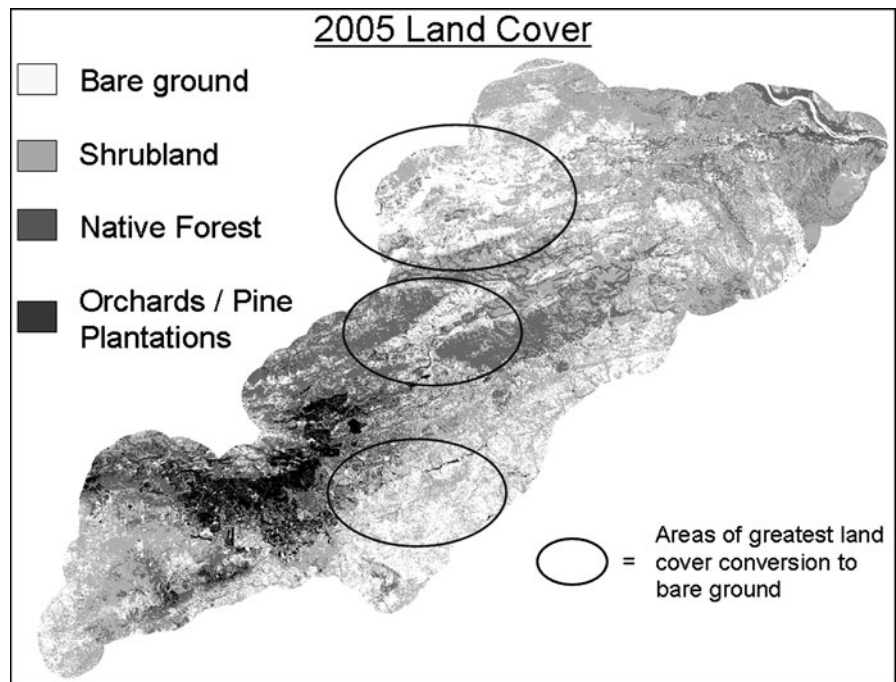 2005 Land Cover
Bare ground
Shrubland
Native Forest
Orchards / Pine
Plantations
= Areas of greatest land
cover conversion to
bare ground